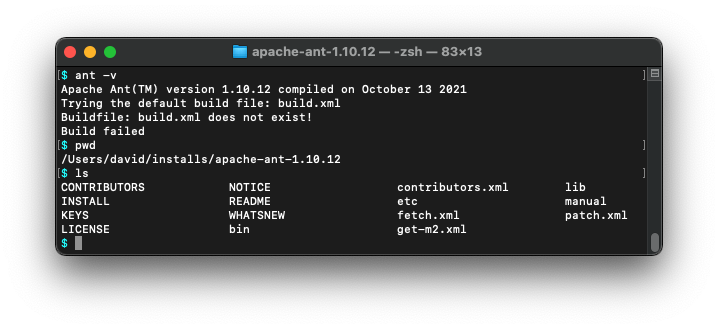 apache-ant-1.10.12 — -zsh — 83×13
[$ ant -v ]
Apache Ant(TM) version 1.10.12 compiled on October 13 2021
Trying the default build file: build.xml
Buildfile: build.xml does not exist!
Build failed
[$ pwd ]
/Users/david/installs/apache-ant-1.10.12
[$ ls ]
CONTRIBUTORS NOTICE contributors.xml lib
INSTALL README etc manual
KEYS WHATSNEW fetch.xml patch.xml
LICENSE bin get-m2.xml
$